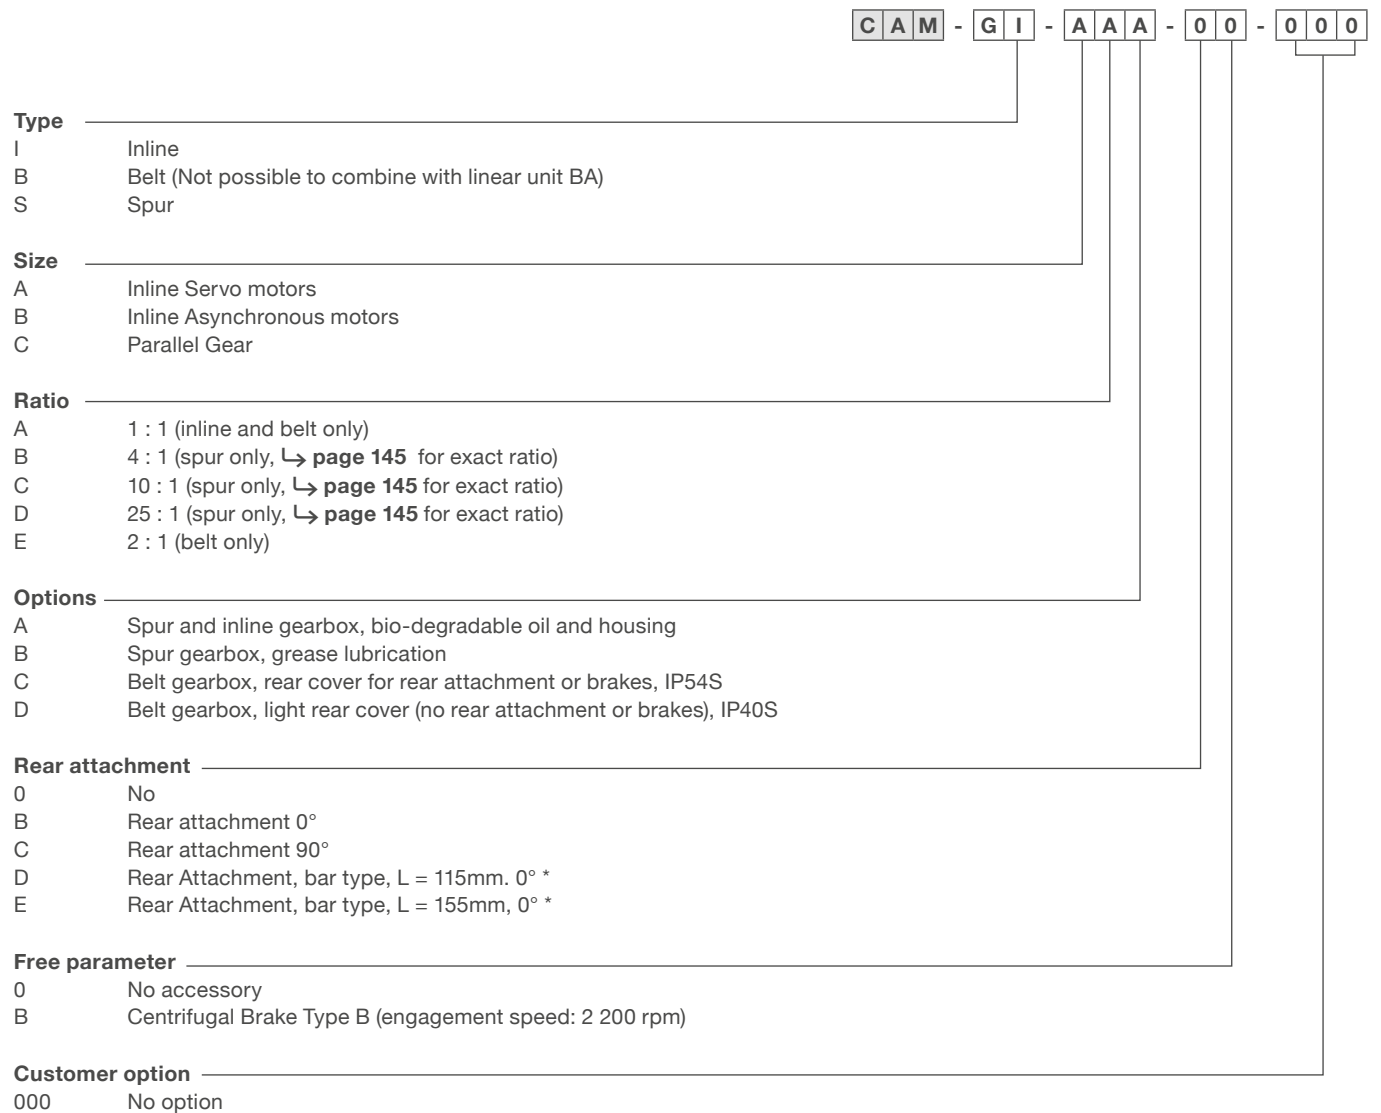 CAM - GI - AAA - 00 - 000
Type
I Inline
B Belt (Not possible to combine with linear unit BA)
S Spur
Size
A Inline Servo motors
B Inline Asynchronous motors
C Parallel Gear
Ratio
A 1 : 1 (inline and belt only)
B 4 : 1 (spur only, ↳ page 145 for exact ratio)
C 10 : 1 (spur only, ↳ page 145 for exact ratio)
D 25 : 1 (spur only, ↳ page 145 for exact ratio)
E 2 : 1 (belt only)
Options
A Spur and inline gearbox, bio-degradable oil and housing
B Spur gearbox, grease lubrication
C Belt gearbox, rear cover for rear attachment or brakes, IP54S
D Belt gearbox, light rear cover (no rear attachment or brakes), IP40S
Rear attachment
0 No
B Rear attachment 0°
C Rear attachment 90°
D Rear Attachment, bar type, L = 115mm. 0° *
E Rear Attachment, bar type, L = 155mm, 0° *
Free parameter
0 No accessory
B Centrifugal Brake Type B (engagement speed: 2 200 rpm)
Customer option
000 No option